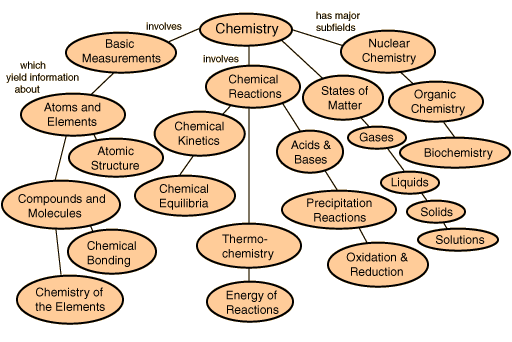 Chemistry
involves
has major
subfields
Basic
Measurements
which
yield information
about
involves
Nuclear
Chemistry
Chemical
Reactions
States of
Matter
Organic
Chemistry
Atoms and
Elements
Chemical
Kinetics
Gases
Acids &
Bases
Biochemistry
Atomic
Structure
Liquids
Chemical
Equilibria
Compounds and
Molecules
Precipitation
Reactions
Solids
Solutions
Chemical
Bonding
Thermo-
chemistry
Oxidation &
Reduction
Chemistry of
the Elements
Energy of
Reactions